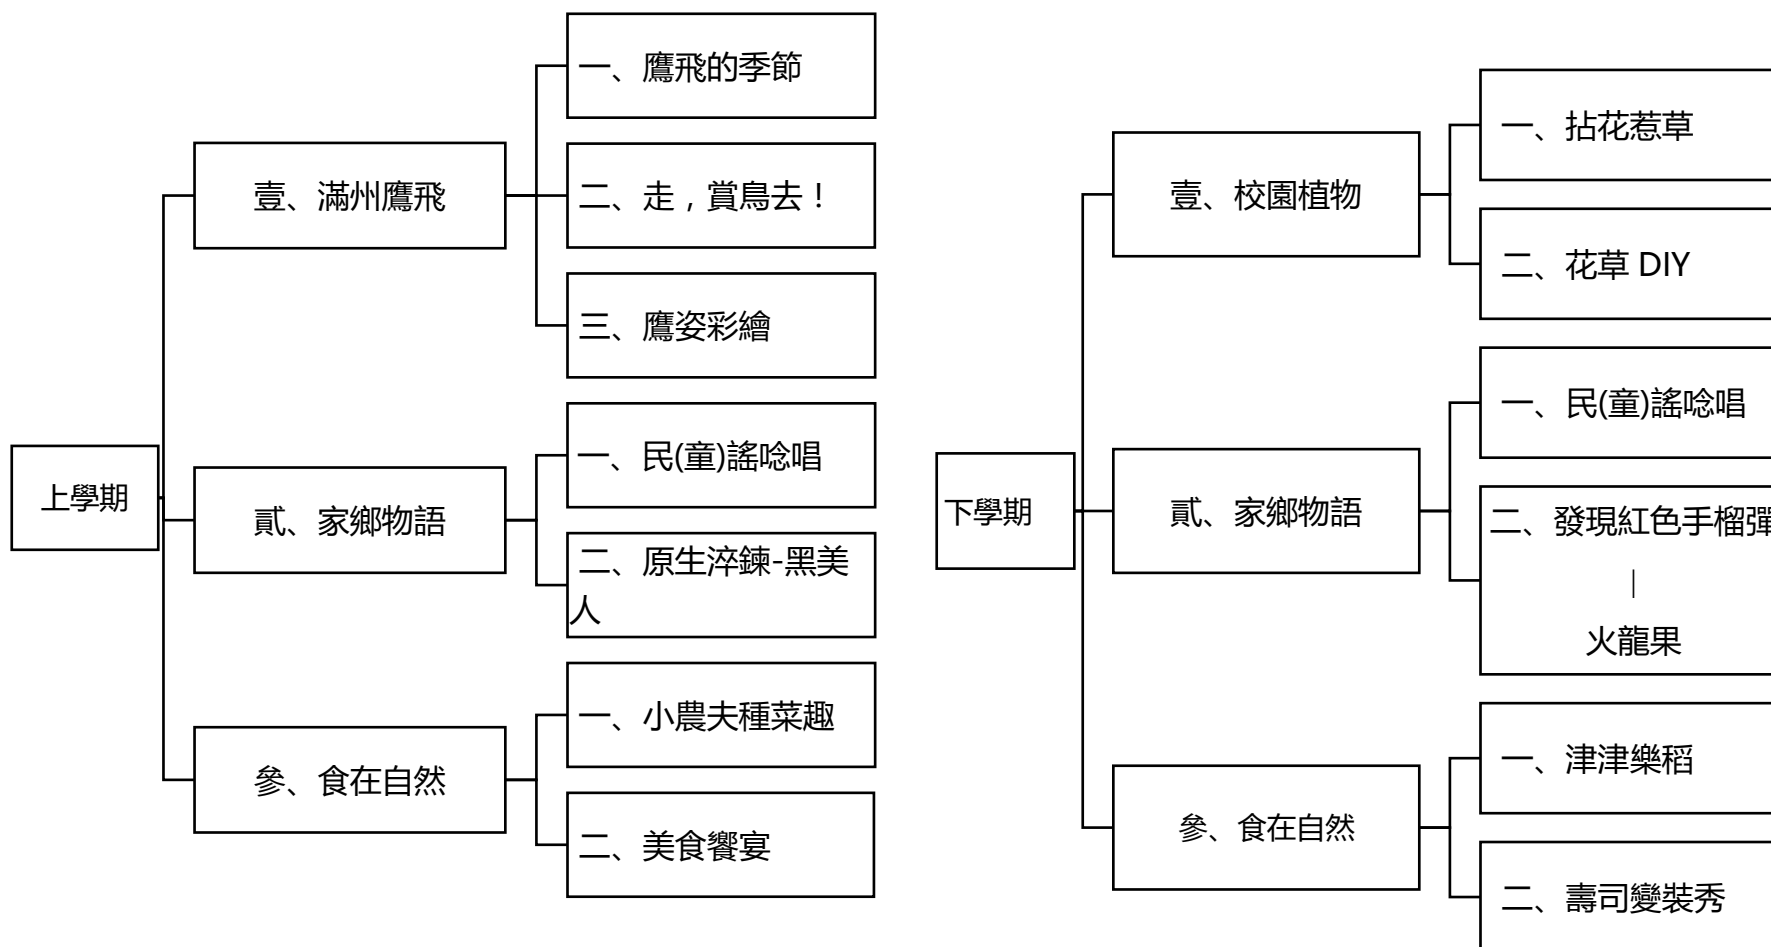 上學期
壹、滿州鷹飛
一、鷹飛的季節
二、走，賞鳥去！
三、鷹姿彩繪
貳、家鄉物語
一、民(童)謠唸唱
二、原生淬鍊-黑美
人
參、食在自然
一、小農夫種菜趣
二、美食饗宴
下學期
壹、校園植物
一、拈花惹草
二、花草 DIY
貳、家鄉物語
一、民(童)謠唸唱
二、發現紅色手榴彈
｜
火龍果
參、食在自然
一、津津樂稻
二、壽司變裝秀